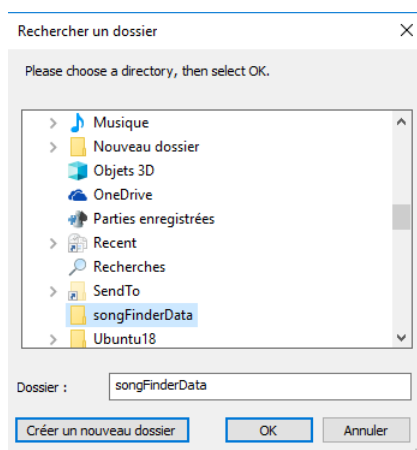 Rechercher un dossier
Please choose a directory, then select OK.
Musique
Nouveau dossier
Objets 3D
OneDrive
Parties enregistrées
Recent
Recherches
SendTo
songFinderData
Ubuntu18
Dossier : songFinderData
Créer un nouveau dossier OK Annuler